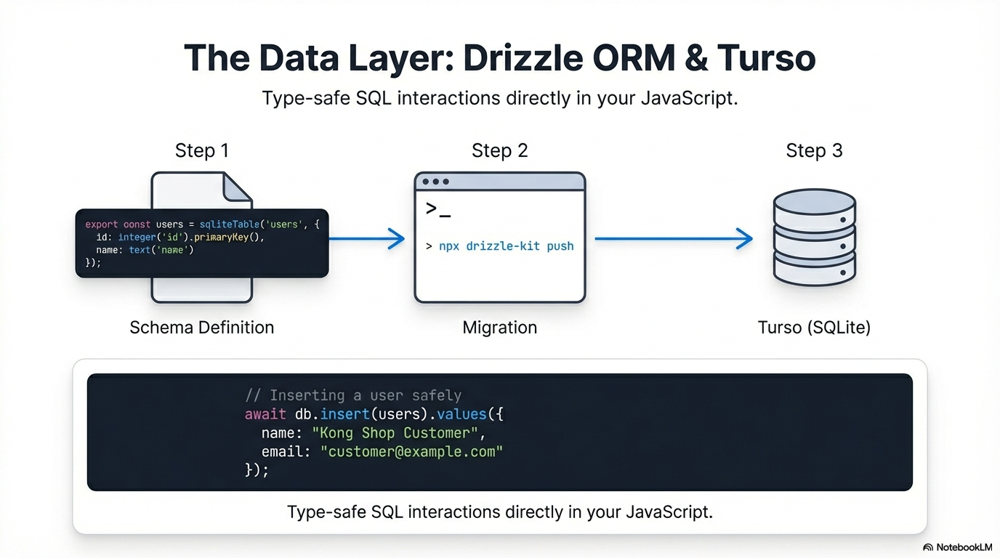 The Data Layer: Drizzle ORM & Turso
Type-safe SQL interactions directly in your JavaScript.
Step 1
export oonst users = sqliteTable('users', {
  id: integer('id').primaryKey(),
  name: text('name')
});
Schema Definition
Step 2
>_
> npx drizzle-kit push
Migration
Step 3
Turso (SQLite)
// Inserting a user safely
await db.insert(users).values({
  name: "Kong Shop Customer",
  email: "customer@example.com"
});
Type-safe SQL interactions directly in your JavaScript.
NotebookLM